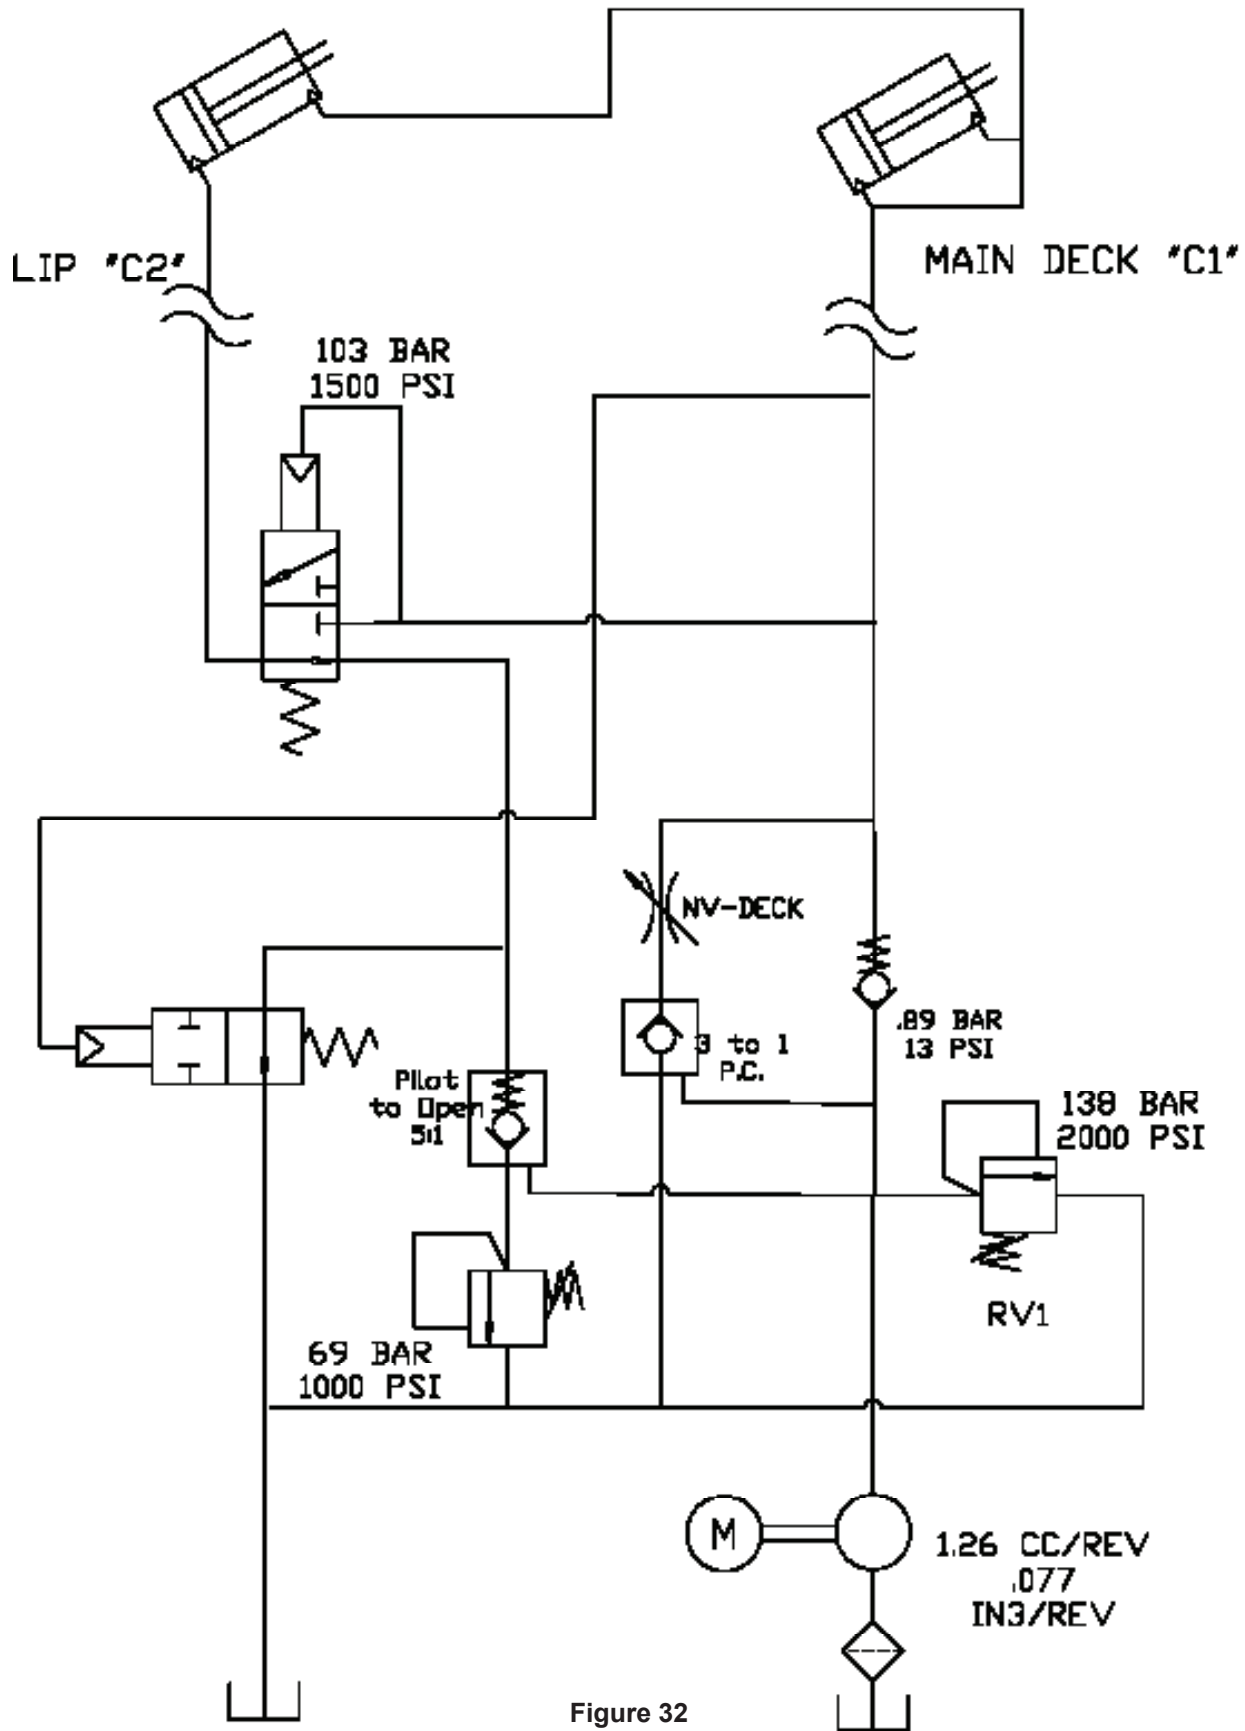 LIP "C2"
MAIN DECK "C1"
103 BAR
1500 PSI
NV-DECK
.89 BAR
13 PSI
3 to 1
P.C.
Pilot
to Open
5:1
138 BAR
2000 PSI
RV1
69 BAR
1000 PSI
M
1.26 CC/REV
.077
IN3/REV
Figure 32